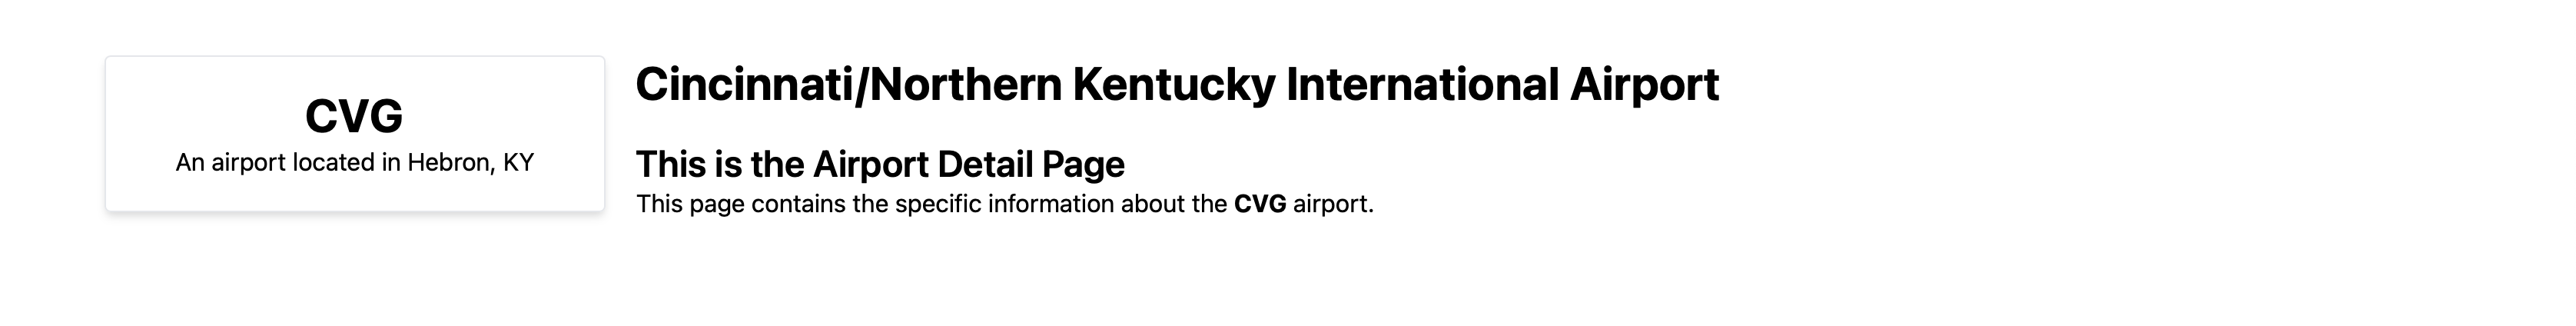 CVG
An airport located in Hebron, KY
Cincinnati/Northern Kentucky International Airport
This is the Airport Detail Page
This page contains the specific information about the CVG airport.